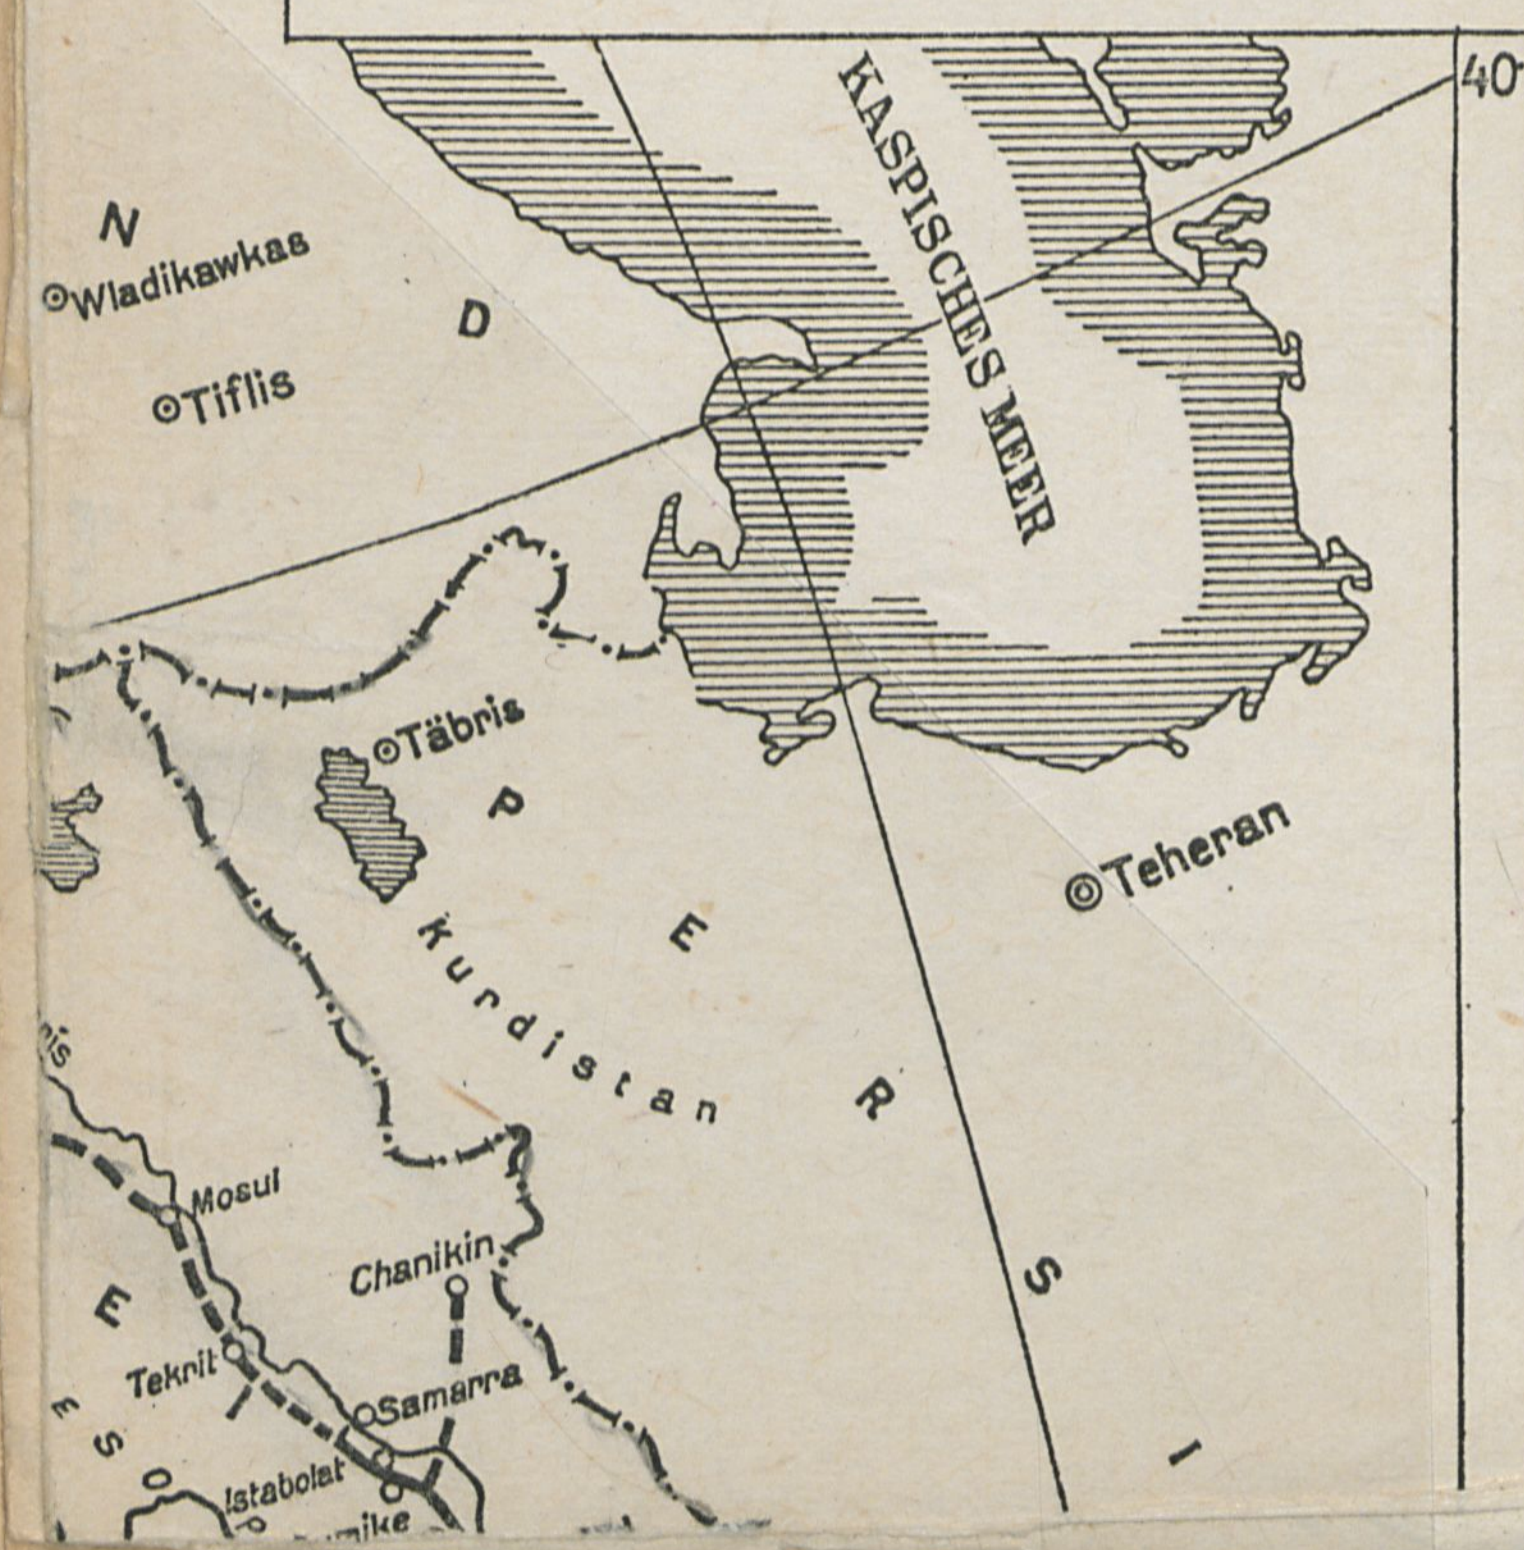 40
KASPISCHES MEER
N
Wladikawkas
D
Tiflis
Täbris
P
Teheran
E
Kurdistan
R
Mosul
Chanikin
S
E
Tekrit
Samarra
E
S
O
P
I
Istabolat